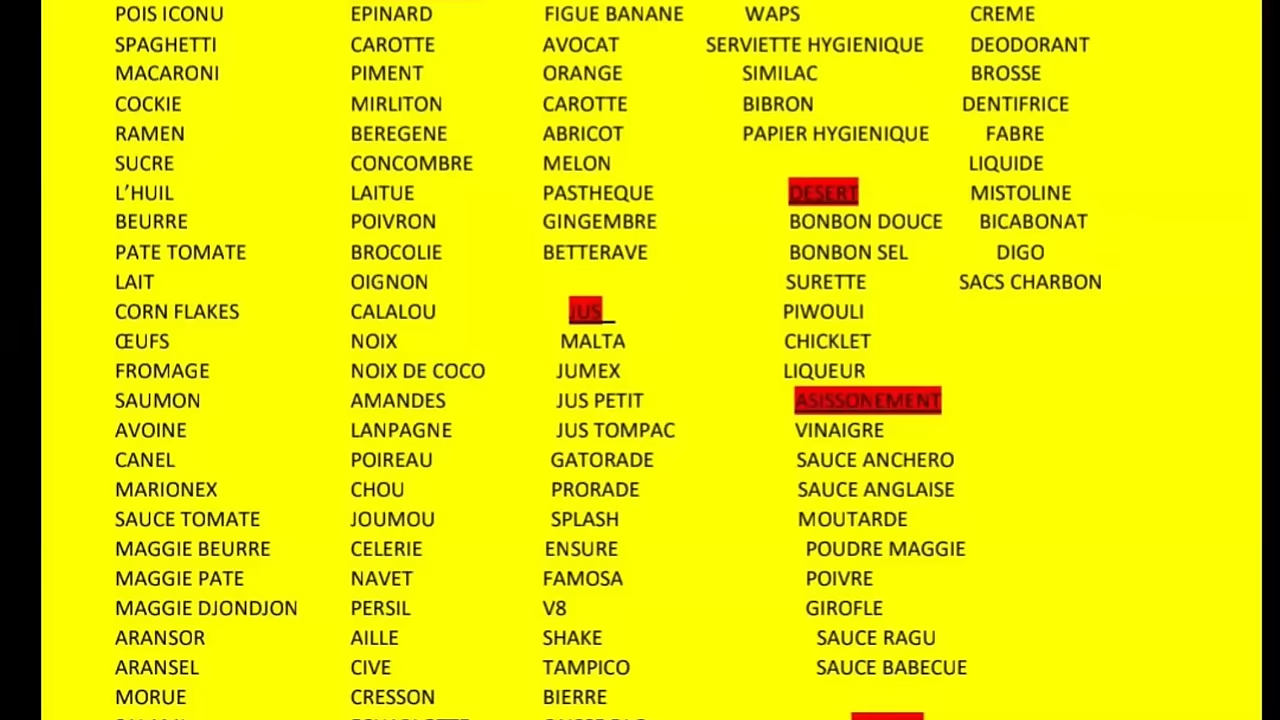 POIS ICONU EPINARD FIGUE BANANE WAPS CREME
SPAGHETTI CAROTTE AVOCAT SERVIETTE HYGIENIQUE DEODORANT
MACARONI PIMENT ORANGE SIMILAC BROSSE
COCKIE MIRLITON CAROTTE BIBRON DENTIFRICE
RAMEN BEREGENE ABRICOT PAPIER HYGIENIQUE FABRE
SUCRE CONCOMBRE MELON LIQUIDE
L’HUIL LAITUE PASTHEQUE DESERT MISTOLINE
BEURRE POIVRON GINGEMBRE BONBON DOUCE BICABONAT
PATE TOMATE BROCOLIE BETTERAVE BONBON SEL DIGO
LAIT OIGNON SURETTE SACS CHARBON
CORN FLAKES CALALOU JUS PIWOULI
ŒUFS NOIX MALTA CHICKLET
FROMAGE NOIX DE COCO JUMEX LIQUEUR
SAUMON AMANDES JUS PETIT ASISSONEMENT
AVOINE LANPAGNE JUS TOMPAC VINAIGRE
CANEL POIREAU GATORADE SAUCE ANCHERO
MARIONEX CHOU PRORADE SAUCE ANGLAISE
SAUCE TOMATE JOUMOU SPLASH MOUTARDE
MAGGIE BEURRE CELERIE ENSURE POUDRE MAGGIE
MAGGIE PATE NAVET FAMOSA POIVRE
MAGGIE DJONDJON PERSIL V8 GIROFLE
ARANSOR AILLE SHAKE SAUCE RAGU
ARANSEL CIVE TAMPICO SAUCE BABECUE
MORUE CRESSON BIERRE